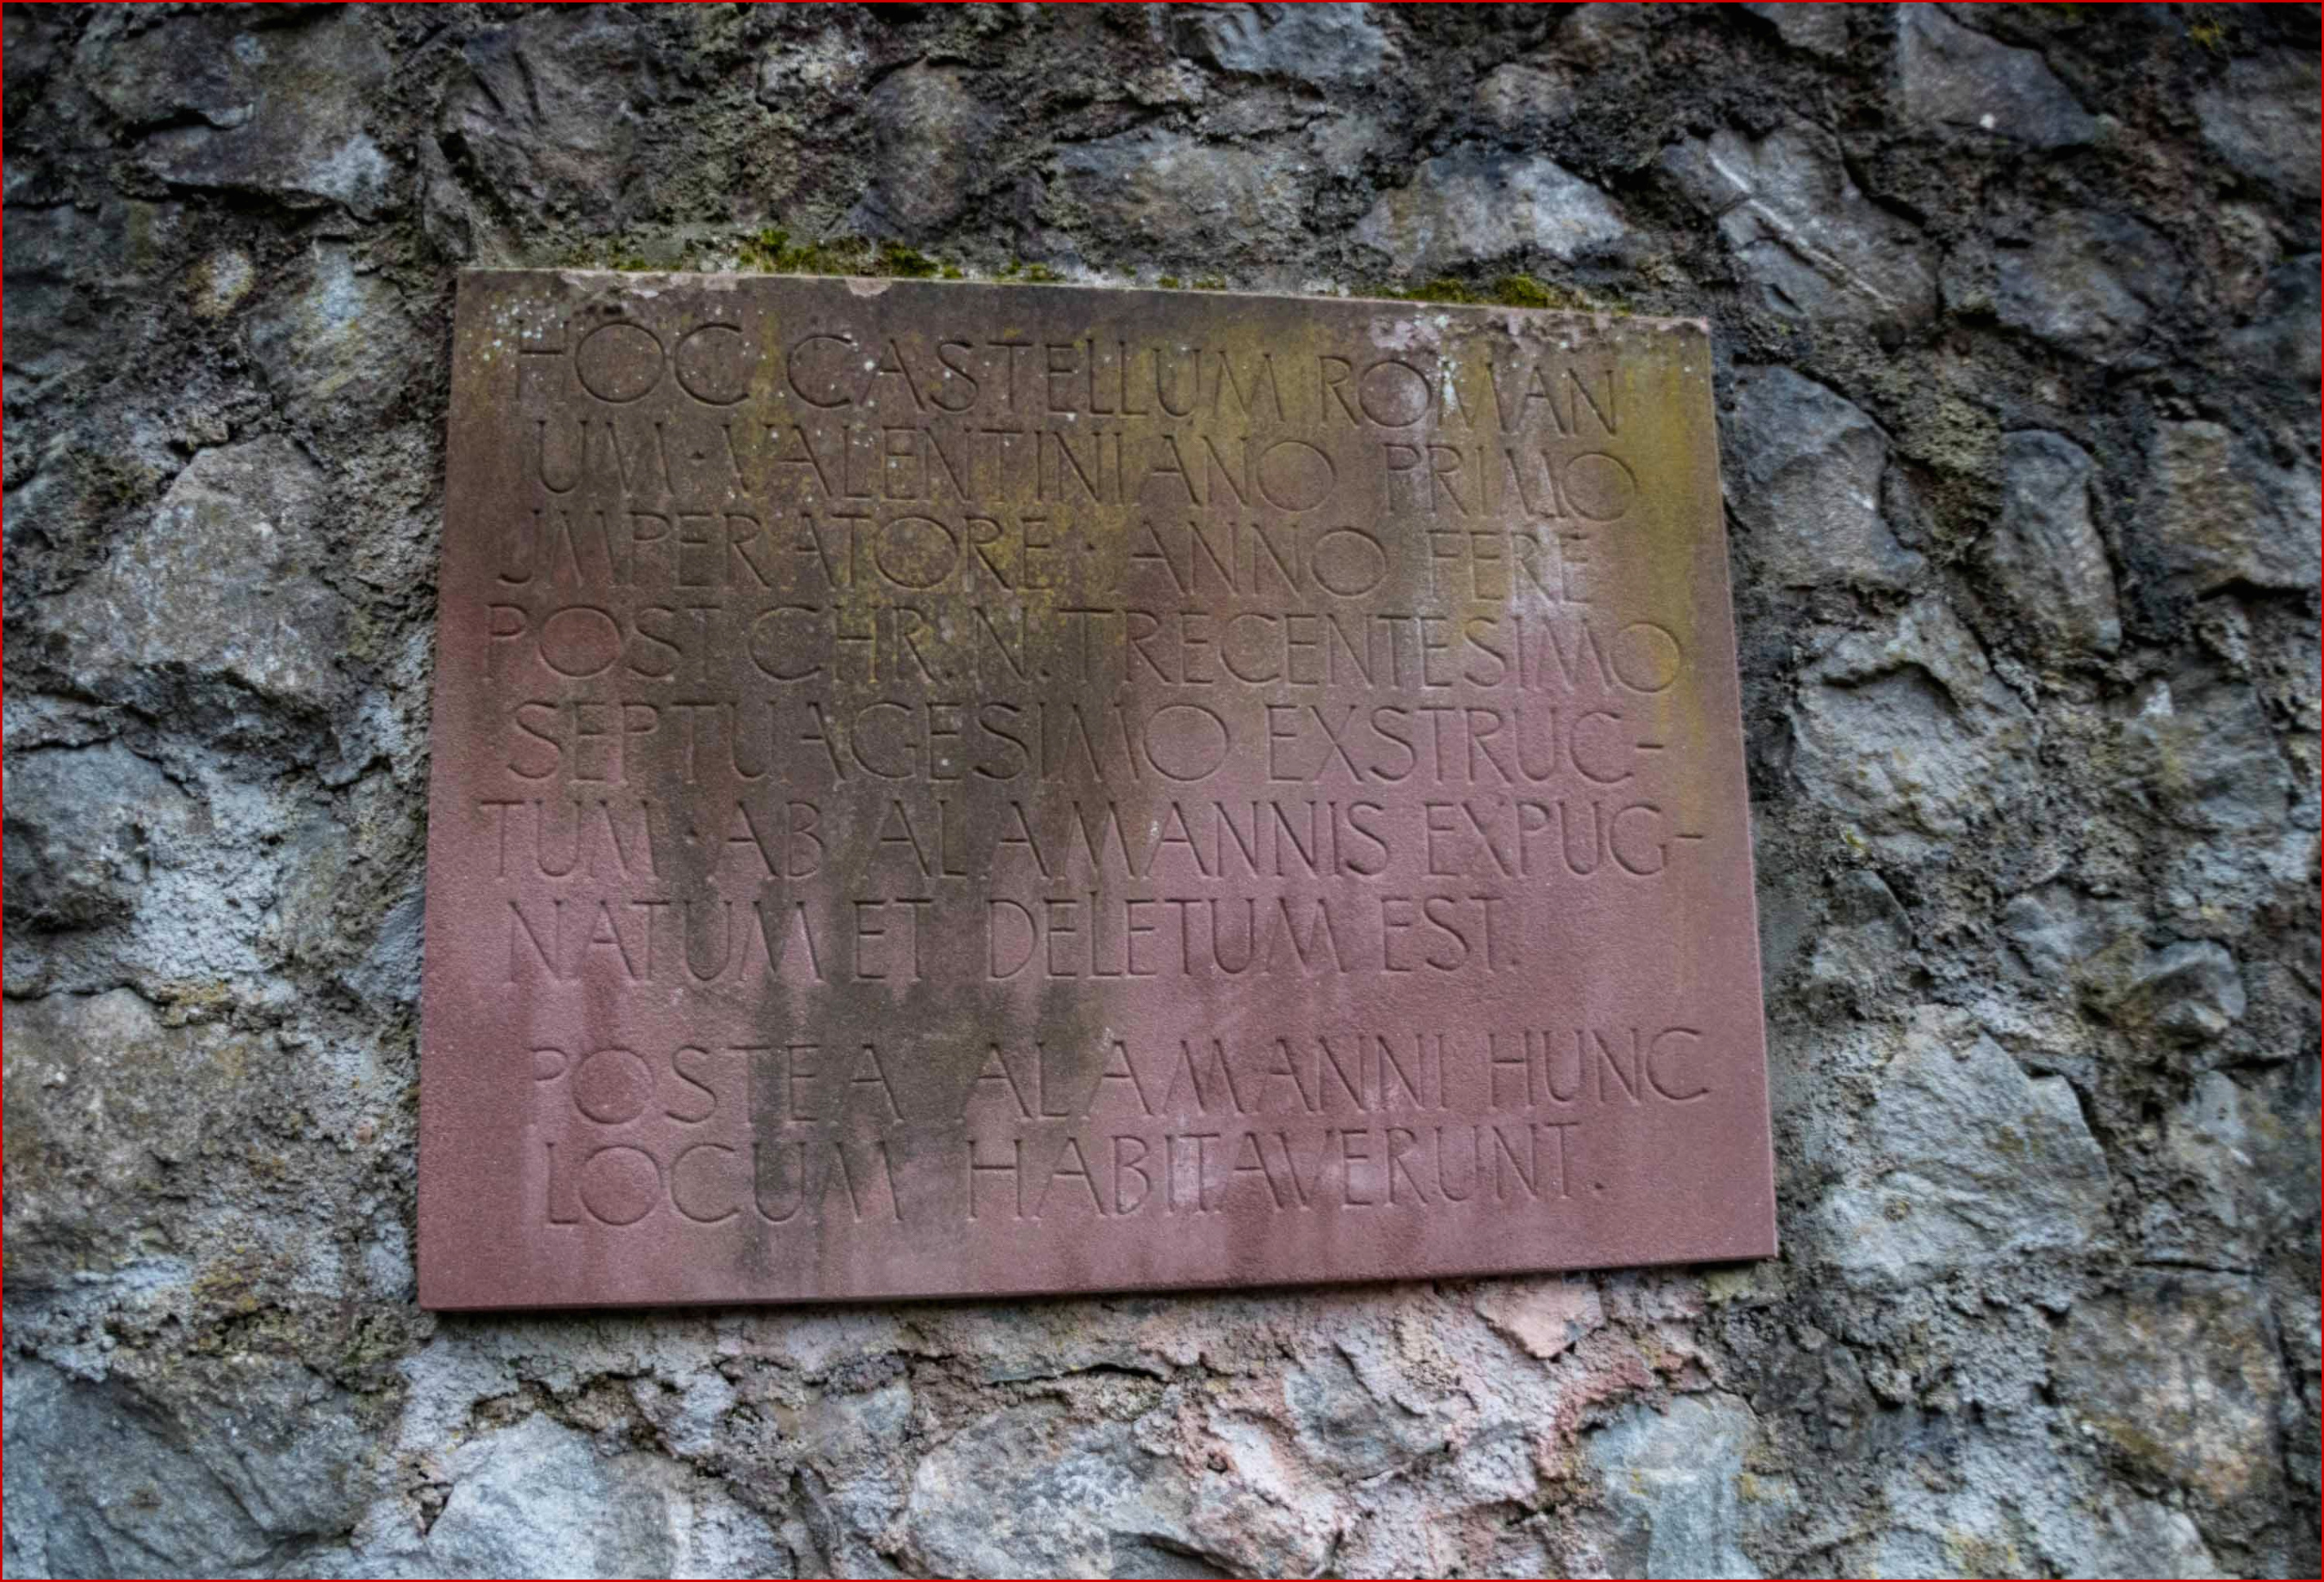 HOC CASTELLUM ROMAN
UM · VALENTINIANO PRIMO
JMPERATORE · ANNO FERE
POST CHR. N. TRECENTESIMO
SEPTUAGESIMO EXSTRUC-
TUM · AB ALAMANNIS EXPUG-
NATUM ET DELETUM EST.
POSTEA ALAMANNI HUNC
LOCUM HABITAVERUNT.